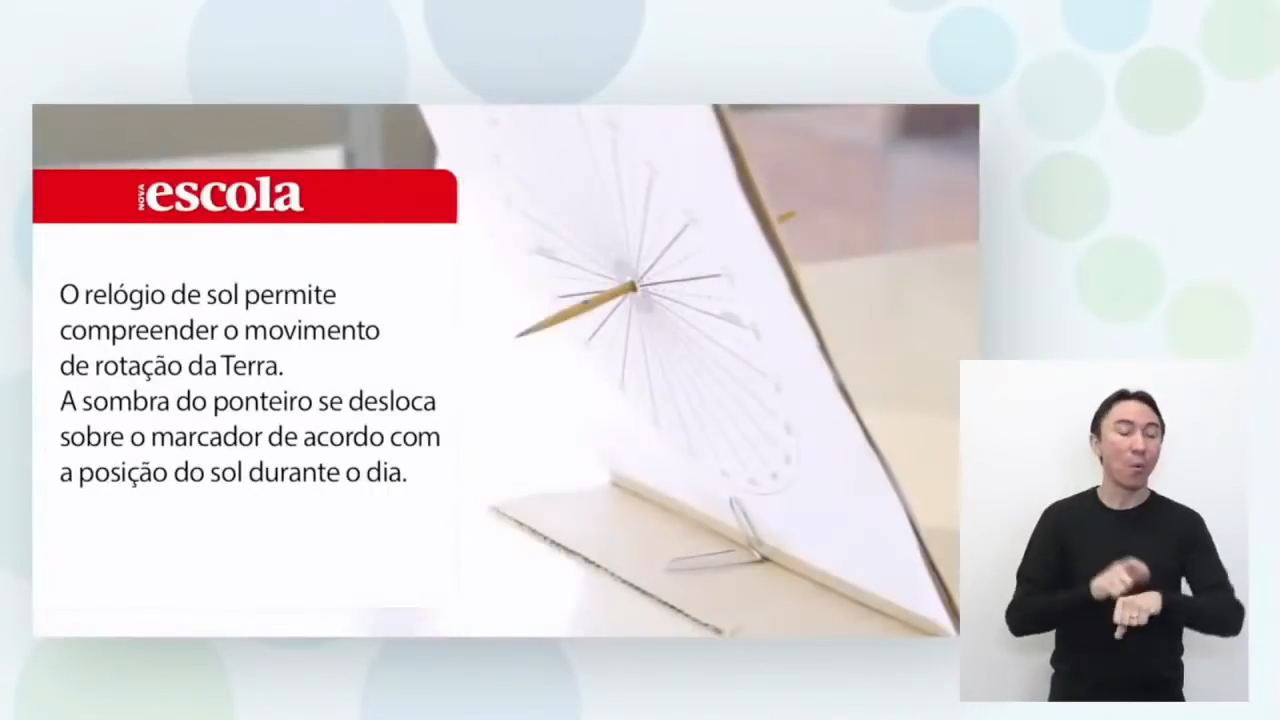 NOVA escola
O relógio de sol permite
compreender o movimento
de rotação da Terra.
A sombra do ponteiro se desloca
sobre o marcador de acordo com
a posição do sol durante o dia.